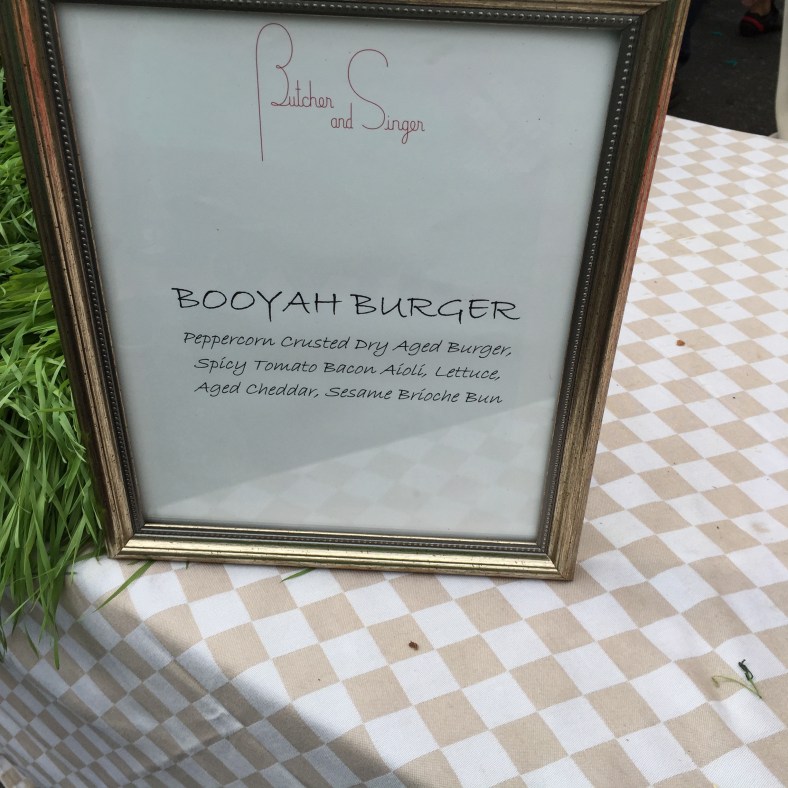 Butcher
and Singer
BOOYAH BURGER
Peppercorn Crusted Dry Aged Burger,
Spicy Tomato Bacon Aioli, Lettuce,
Aged Cheddar, Sesame Brioche Bun